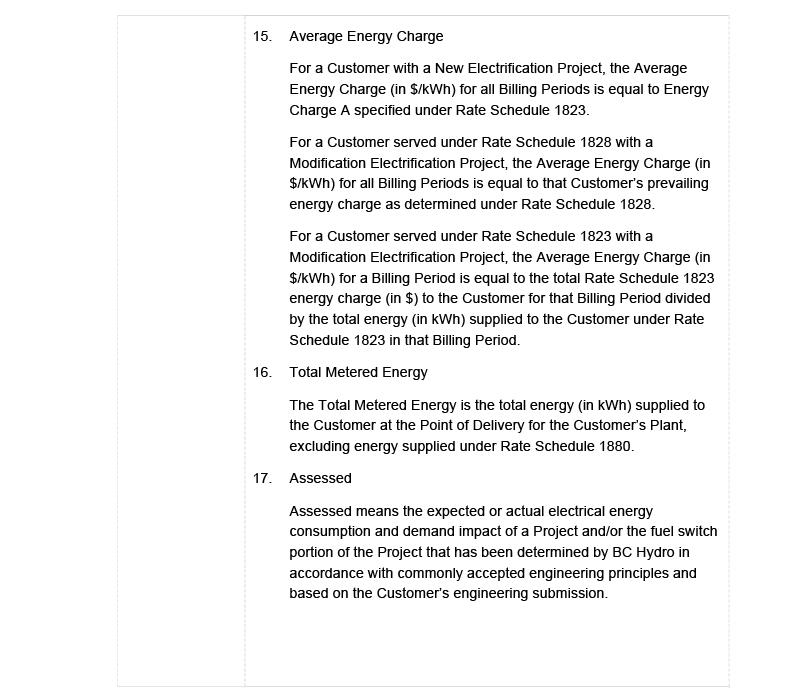 15. Average Energy Charge
For a Customer with a New Electrification Project, the Average
Energy Charge (in $/kWh) for all Billing Periods is equal to Energy
Charge A specified under Rate Schedule 1823.
For a Customer served under Rate Schedule 1828 with a
Modification Electrification Project, the Average Energy Charge (in
$/kWh) for all Billing Periods is equal to that Customer’s prevailing
energy charge as determined under Rate Schedule 1828.
For a Customer served under Rate Schedule 1823 with a
Modification Electrification Project, the Average Energy Charge (in
$/kWh) for a Billing Period is equal to the total Rate Schedule 1823
energy charge (in $) to the Customer for that Billing Period divided
by the total energy (in kWh) supplied to the Customer under Rate
Schedule 1823 in that Billing Period.
16. Total Metered Energy
The Total Metered Energy is the total energy (in kWh) supplied to
the Customer at the Point of Delivery for the Customer’s Plant,
excluding energy supplied under Rate Schedule 1880.
17. Assessed
Assessed means the expected or actual electrical energy
consumption and demand impact of a Project and/or the fuel switch
portion of the Project that has been determined by BC Hydro in
accordance with commonly accepted engineering principles and
based on the Customer’s engineering submission.